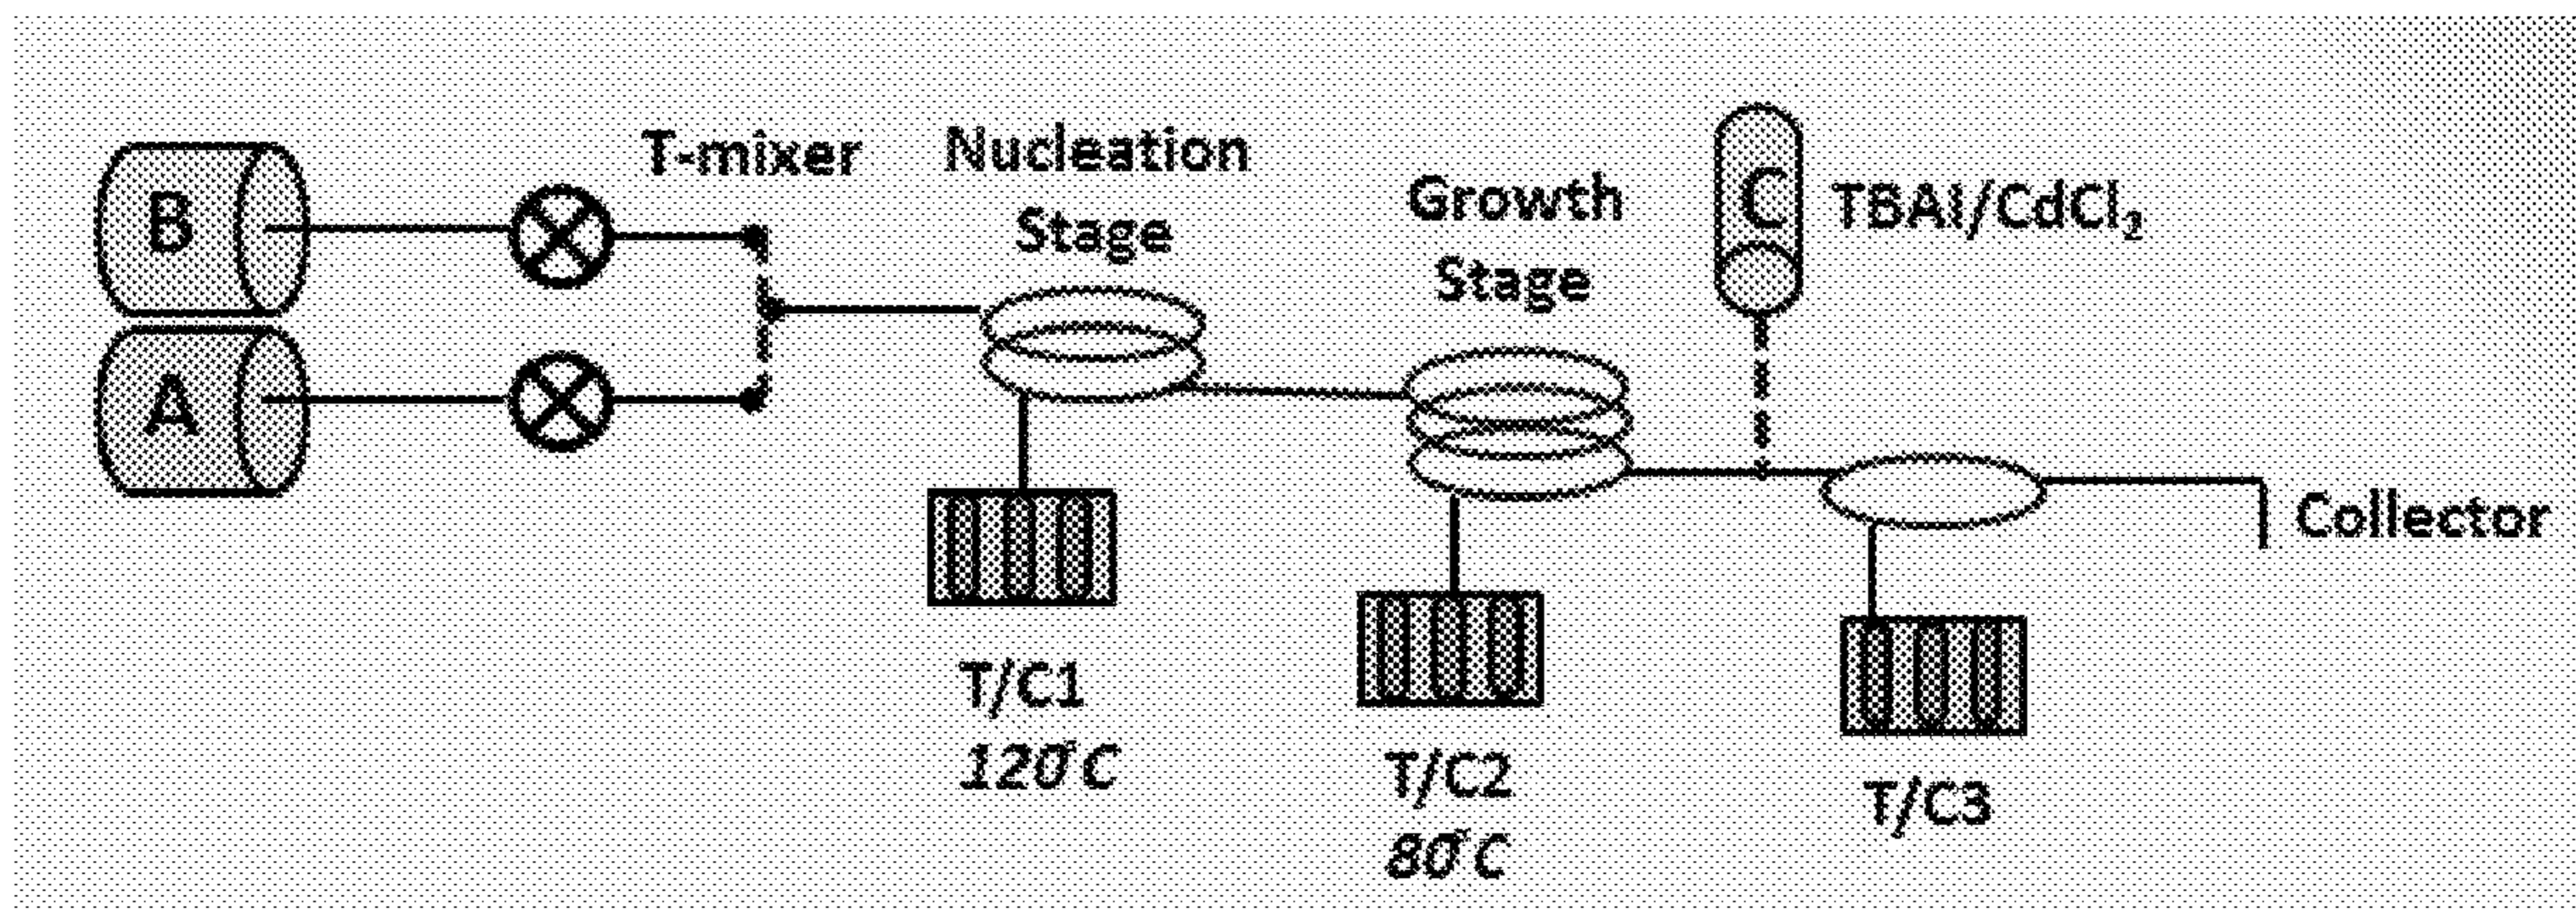 B
A
T-mixer
Nucleation
Stage
Growth
Stage
C
TBAI/CdCl₂
Collector
T/C1
120°C
T/C2
80°C
T/C3